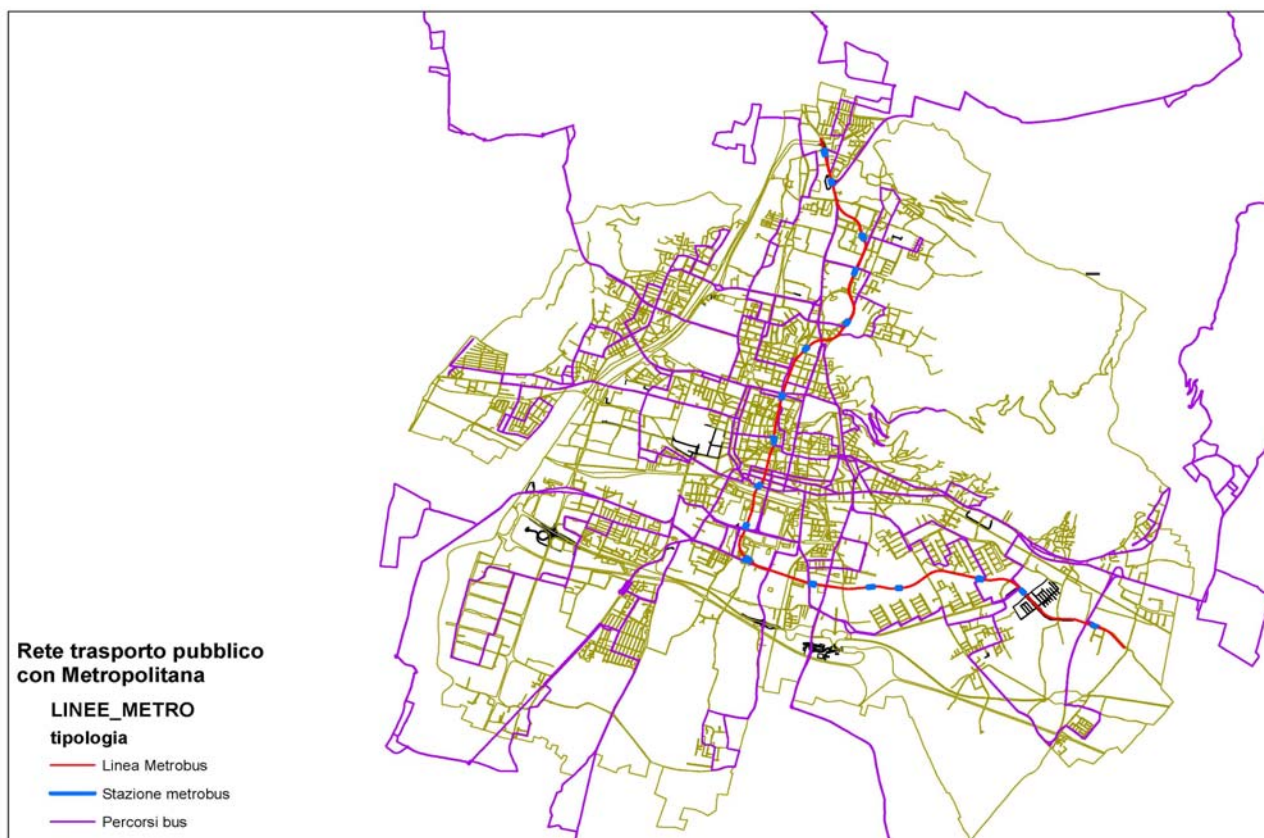 Rete trasporto pubblico
con Metropolitana
LINEE_METRO
tipologia
Linea Metrobus
Stazione metrobus
Percorsi bus